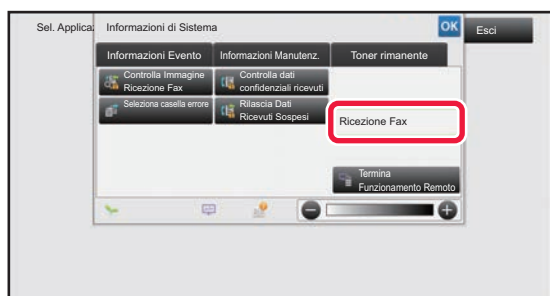 Sel. Applica:
Informazioni di Sistema
OK
Esci
Informazioni Evento
Informazioni Manutenz.
Toner rimanente
Controlla Immagine
Ricezione Fax
Controlla dati
confidenziali ricevuti
Seleziona casella errore
Rilascia Dati
Ricevuti Sospesi
Ricezione Fax
Termina
Funzionamento Remoto